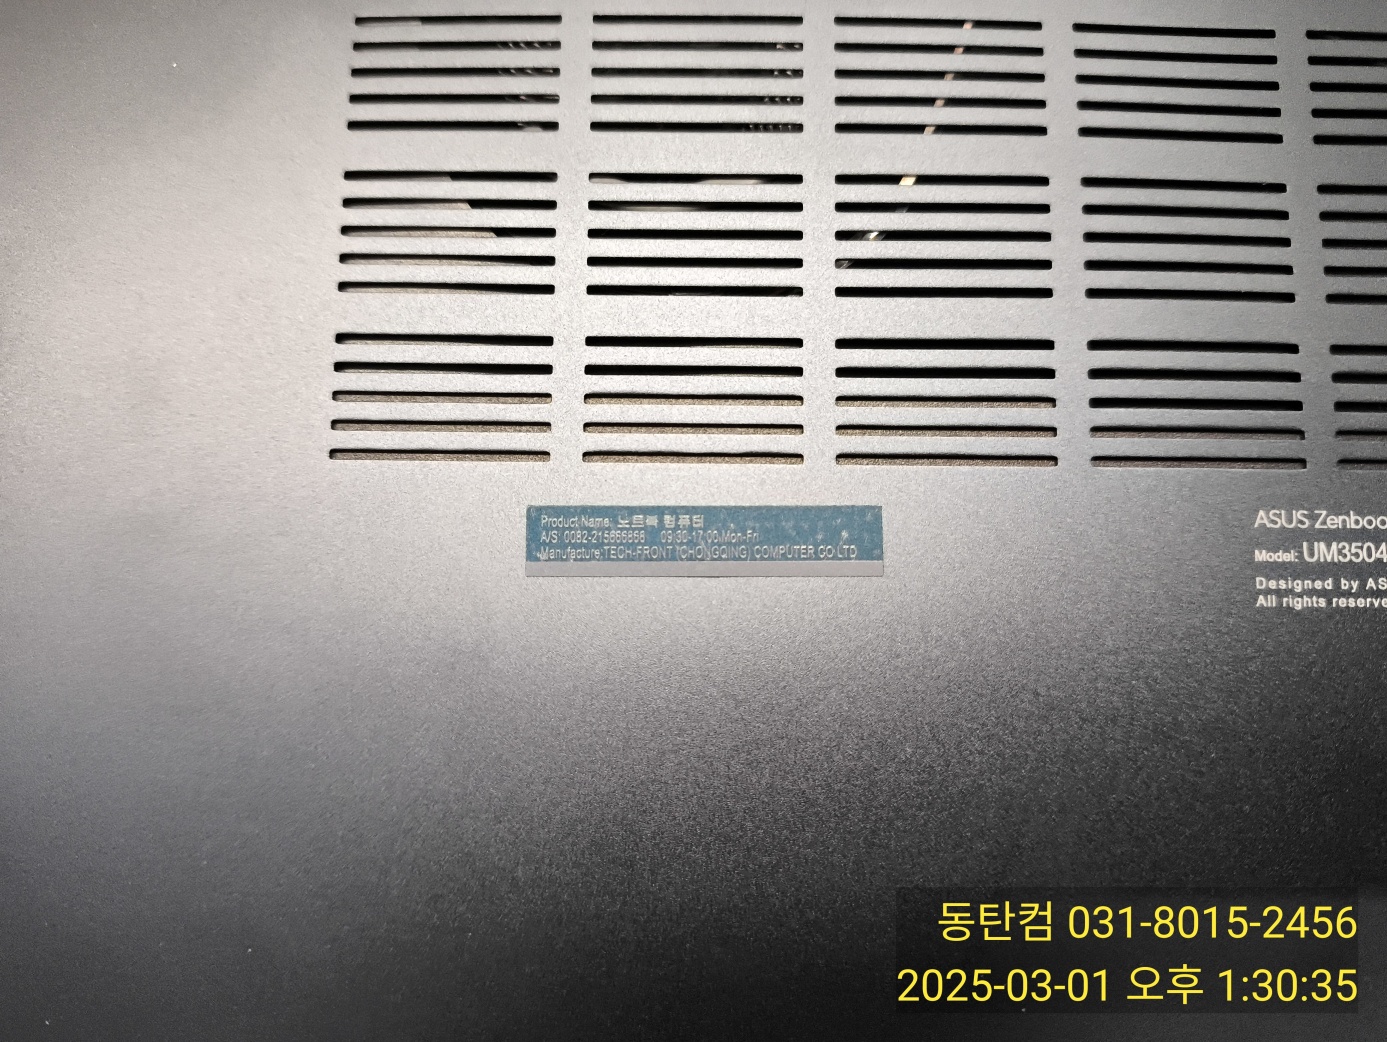 Product Name: 노트북 컴퓨터
A/S: 0082-215666868 09:30-17:00,Mon-Fri
Manufacture:TECH-FRONT (CHONGQING) COMPUTER CO LTD
ASUS Zenboo
Model: UM3504
Designed by AS
All rights reserve
동탄컴 031-8015-2456
2025-03-01 오후 1:30:35